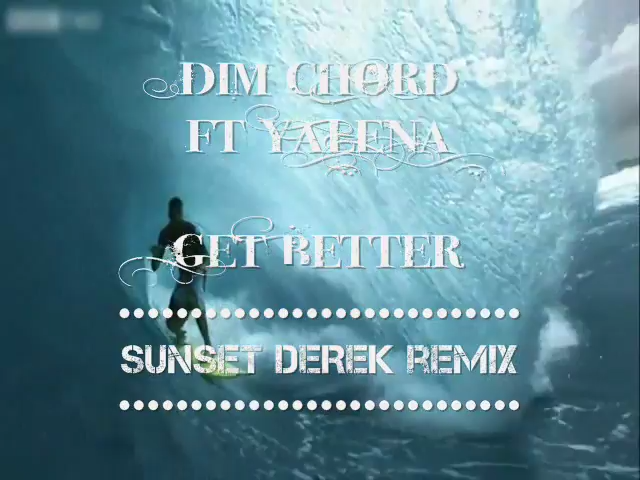 DIM CHORD
FT YALENA
GET BETTER
SUNSET DEREK REMIX